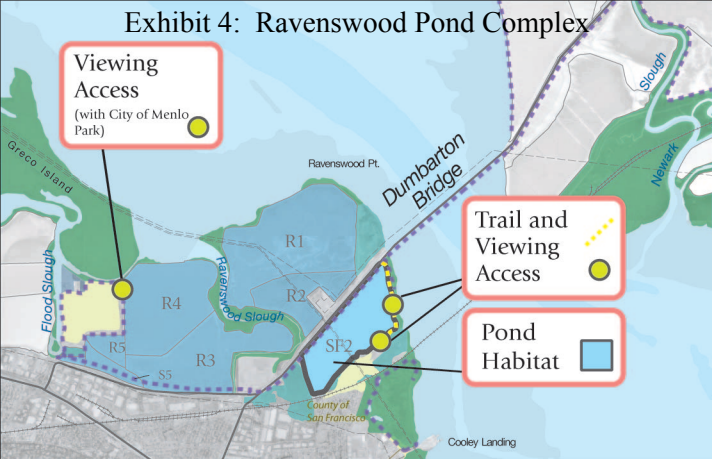 Exhibit 4: Ravenswood Pond Complex
Viewing
Access
(with City of Menlo
Park)
Greco Island
Ravenswood Pt.
Dumbarton
Bridge
Slough
Newark
Trail and
Viewing
Access
Pond
Habitat
Flood Slough
Ravenswood Slough
R1
R2
R4
R5
R3
S5
SF2
County of
San Francisco
Cooley Landing